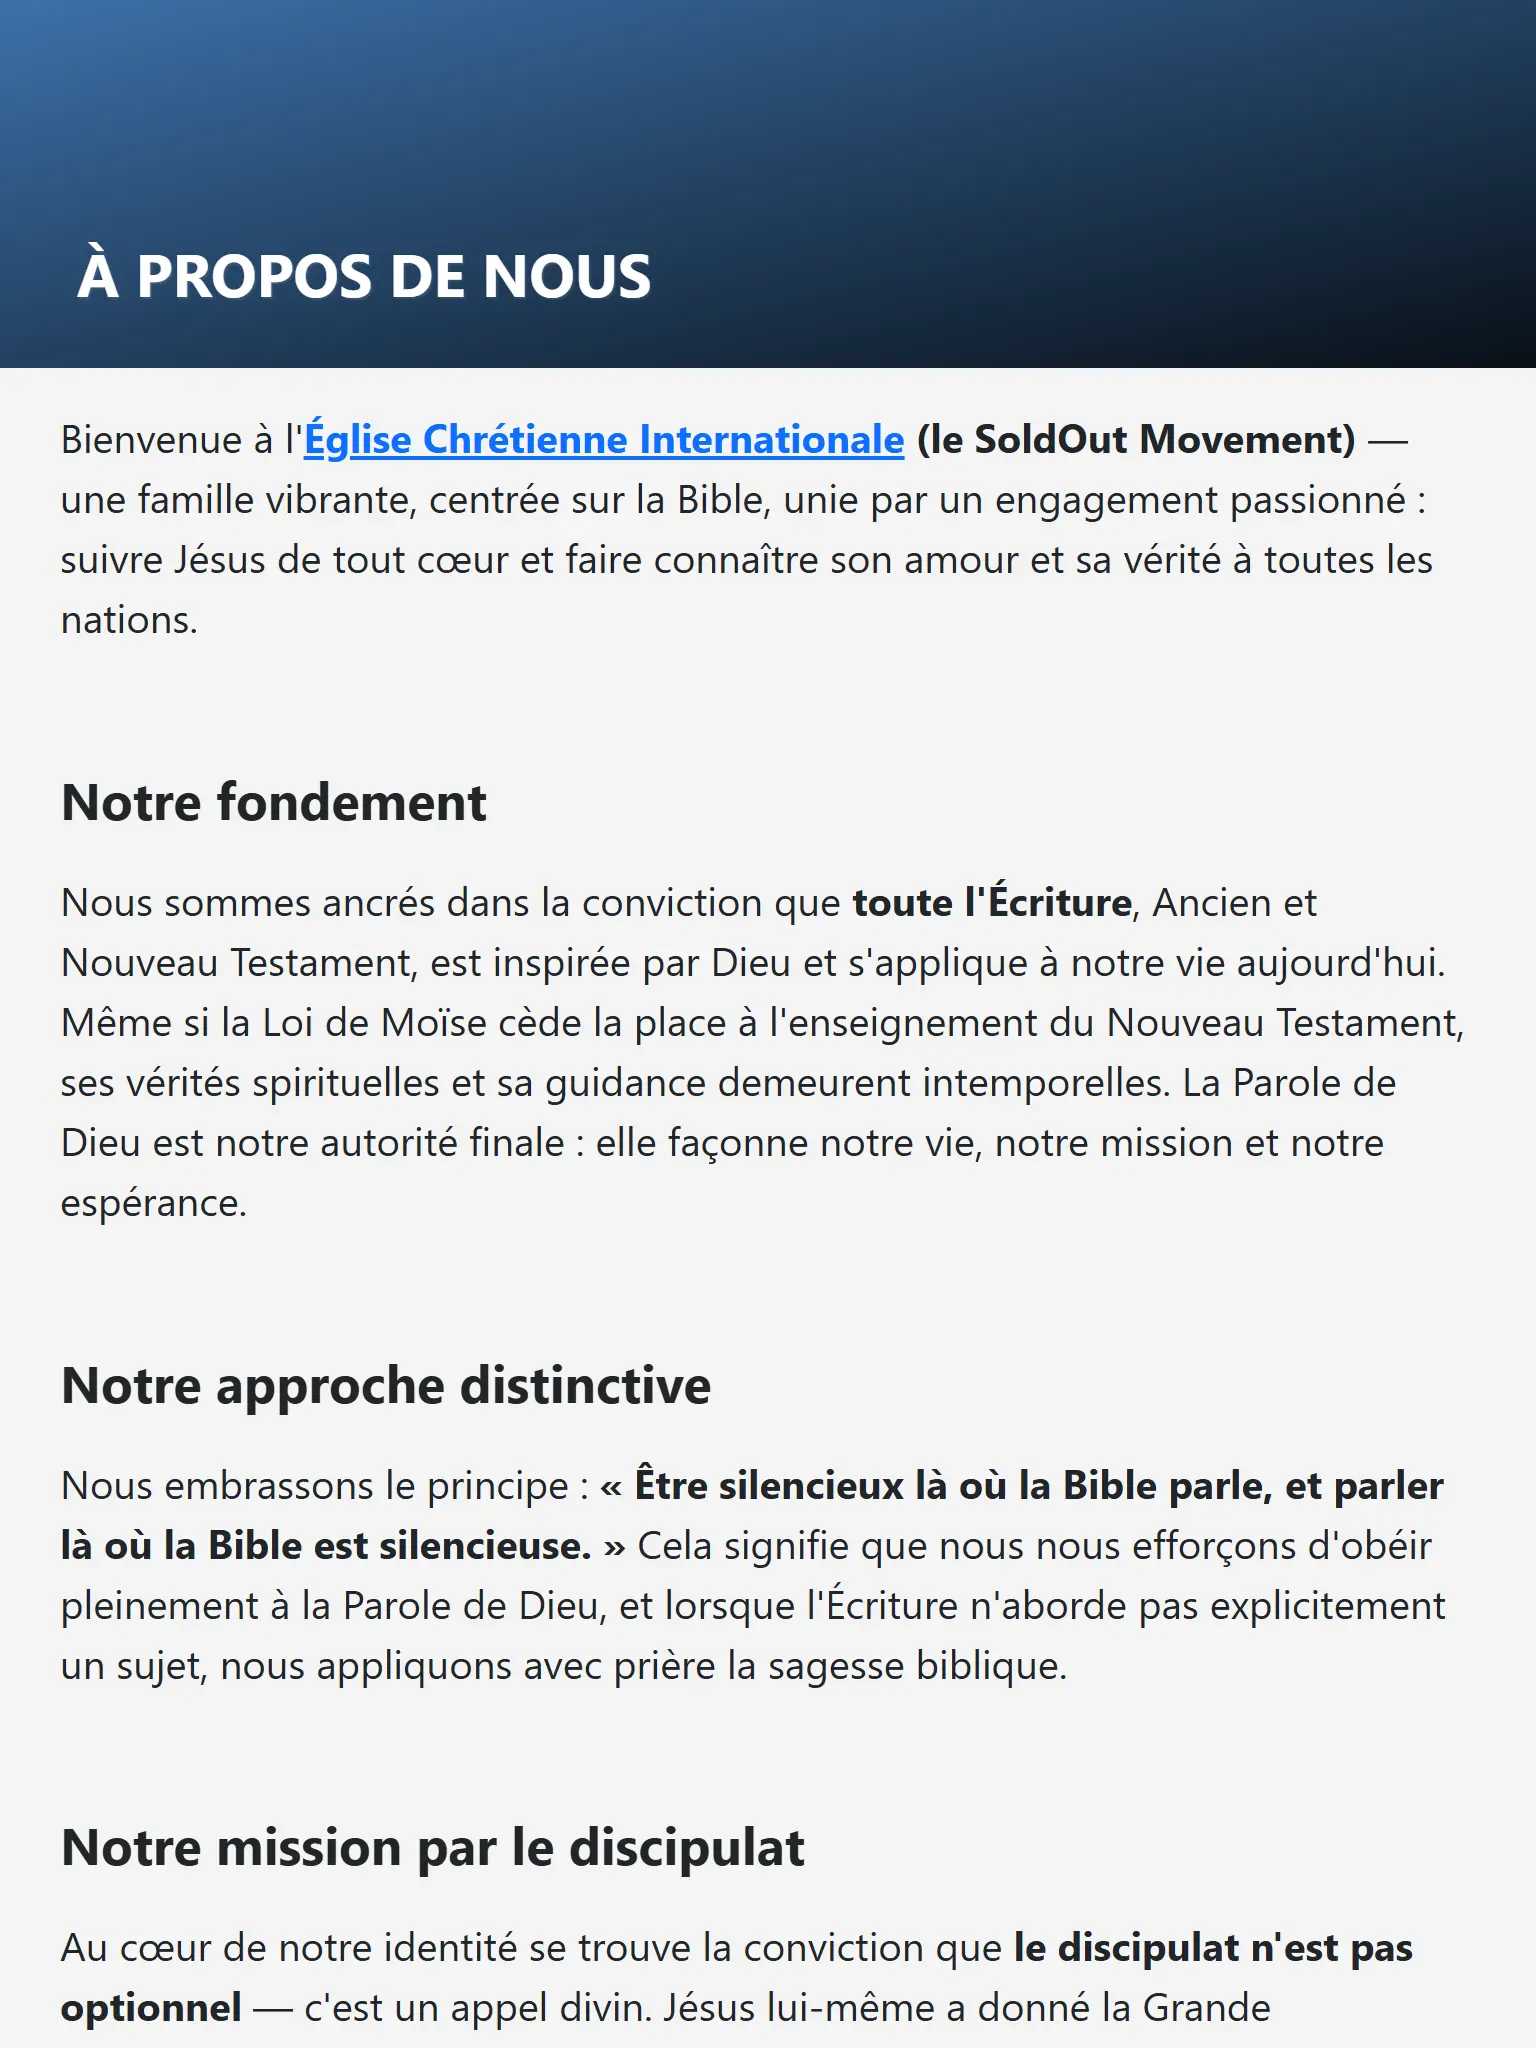 À PROPOS DE NOUS
Bienvenue à l'Église Chrétienne Internationale (le SoldOut Movement) —
une famille vibrante, centrée sur la Bible, unie par un engagement passionné :
suivre Jésus de tout cœur et faire connaître son amour et sa vérité à toutes les
nations.
Notre fondement
Nous sommes ancrés dans la conviction que toute l'Écriture, Ancien et
Nouveau Testament, est inspirée par Dieu et s'applique à notre vie aujourd'hui.
Même si la Loi de Moïse cède la place à l'enseignement du Nouveau Testament,
ses vérités spirituelles et sa guidance demeurent intemporelles. La Parole de
Dieu est notre autorité finale : elle façonne notre vie, notre mission et notre
espérance.
Notre approche distinctive
Nous embrassons le principe : « Être silencieux là où la Bible parle, et parler
là où la Bible est silencieuse. » Cela signifie que nous nous efforçons d'obéir
pleinement à la Parole de Dieu, et lorsque l'Écriture n'aborde pas explicitement
un sujet, nous appliquons avec prière la sagesse biblique.
Notre mission par le discipulat
Au cœur de notre identité se trouve la conviction que le discipulat n'est pas
optionnel — c'est un appel divin. Jésus lui-même a donné la Grande